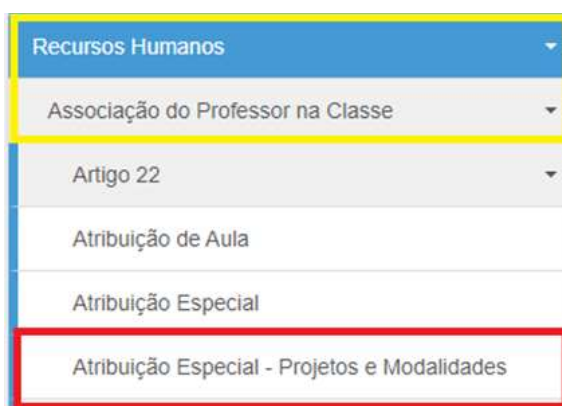 Recursos Humanos
Associação do Professor na Classe
Artigo 22
Atribuição de Aula
Atribuição Especial
Atribuição Especial - Projetos e Modalidades